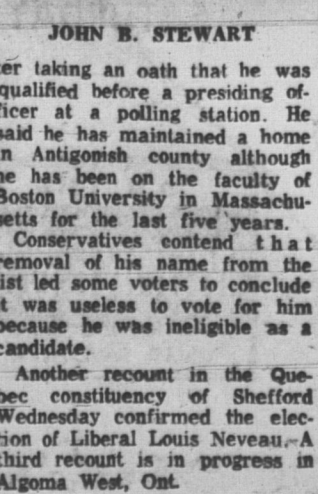 JOHN B. STEWART
er taking an oath that he was
qualified before a presiding of-
ficer at a polling station. He
said he has maintained a home
in Antigonish county although
he has been on the faculty of
Boston University in Massachu-
setts for the last five years.
Conservatives contend that
removal of his name from the
list led some voters to conclude
it was useless to vote for him
because he was ineligible as a
candidate.
Another recount in the Que-
bec constituency of Shefford
Wednesday confirmed the elec-
tion of Liberal Louis Neveau. A
third recount is in progress in
Algoma West, Ont.